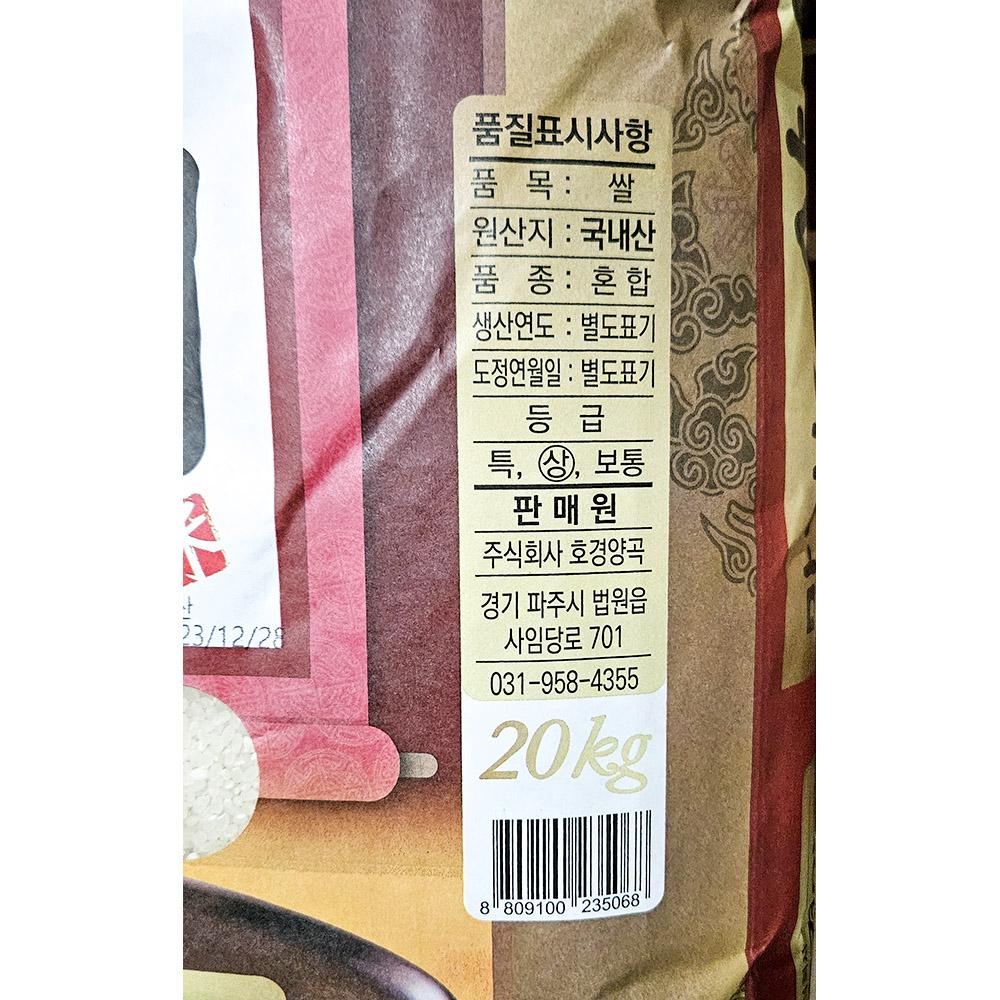 품질표시사항
품 목 : 쌀
원산지 : 국내산
품 종 : 혼 합
생산연도 : 별도표기
도정연월일 : 별도표기
등 급
특, 상, 보통
판 매 원
주식회사 호경양곡
경기 파주시 법원읍
사임당로 701
031-958-4355
20kg
8 809100 235068
23/12/28